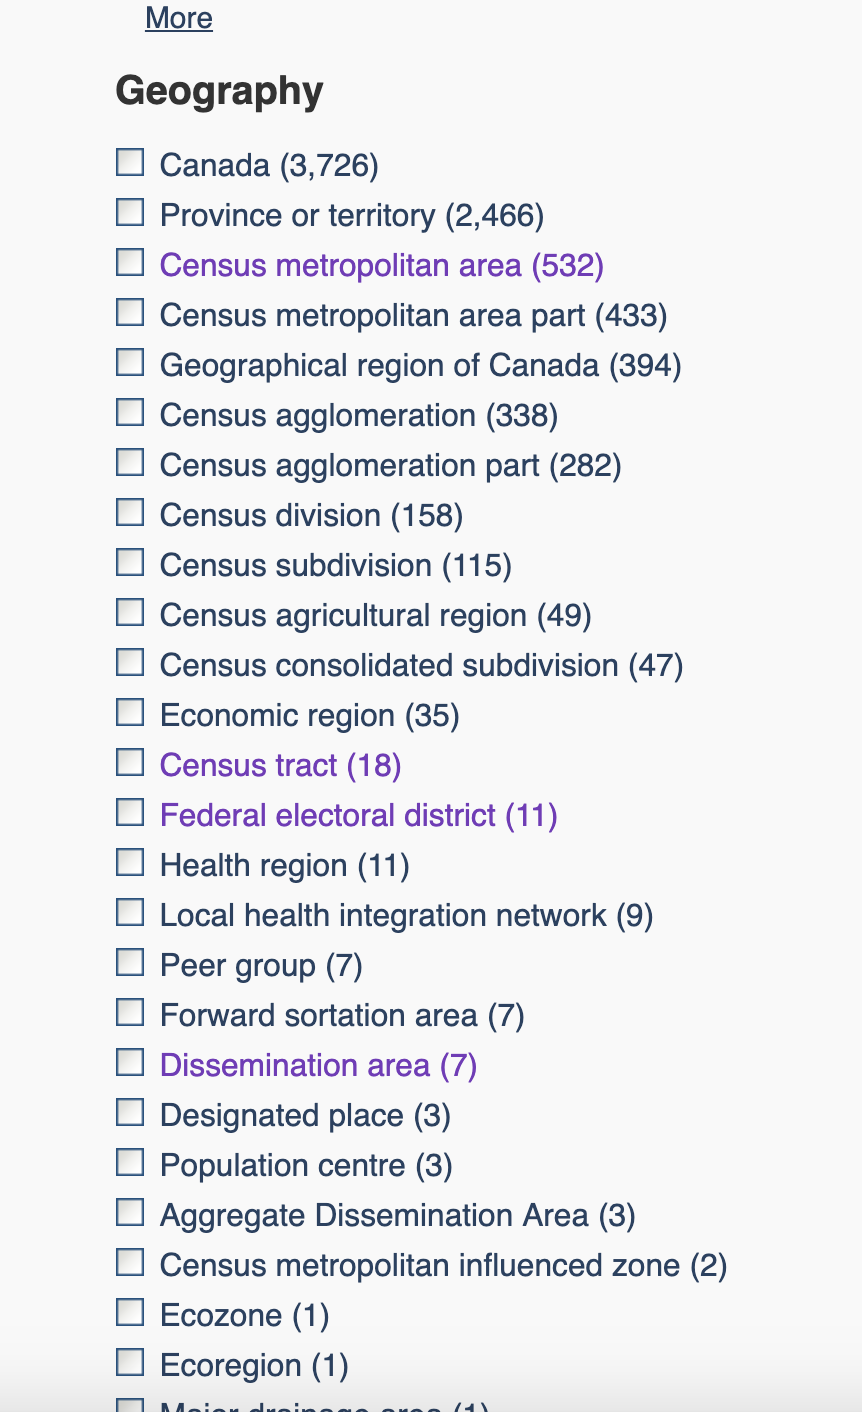 More
Geography
Canada (3,726)
Province or territory (2,466)
Census metropolitan area (532)
Census metropolitan area part (433)
Geographical region of Canada (394)
Census agglomeration (338)
Census agglomeration part (282)
Census division (158)
Census subdivision (115)
Census agricultural region (49)
Census consolidated subdivision (47)
Economic region (35)
Census tract (18)
Federal electoral district (11)
Health region (11)
Local health integration network (9)
Peer group (7)
Forward sortation area (7)
Dissemination area (7)
Designated place (3)
Population centre (3)
Aggregate Dissemination Area (3)
Census metropolitan influenced zone (2)
Ecozone (1)
Ecoregion (1)
Major drainage area (1)